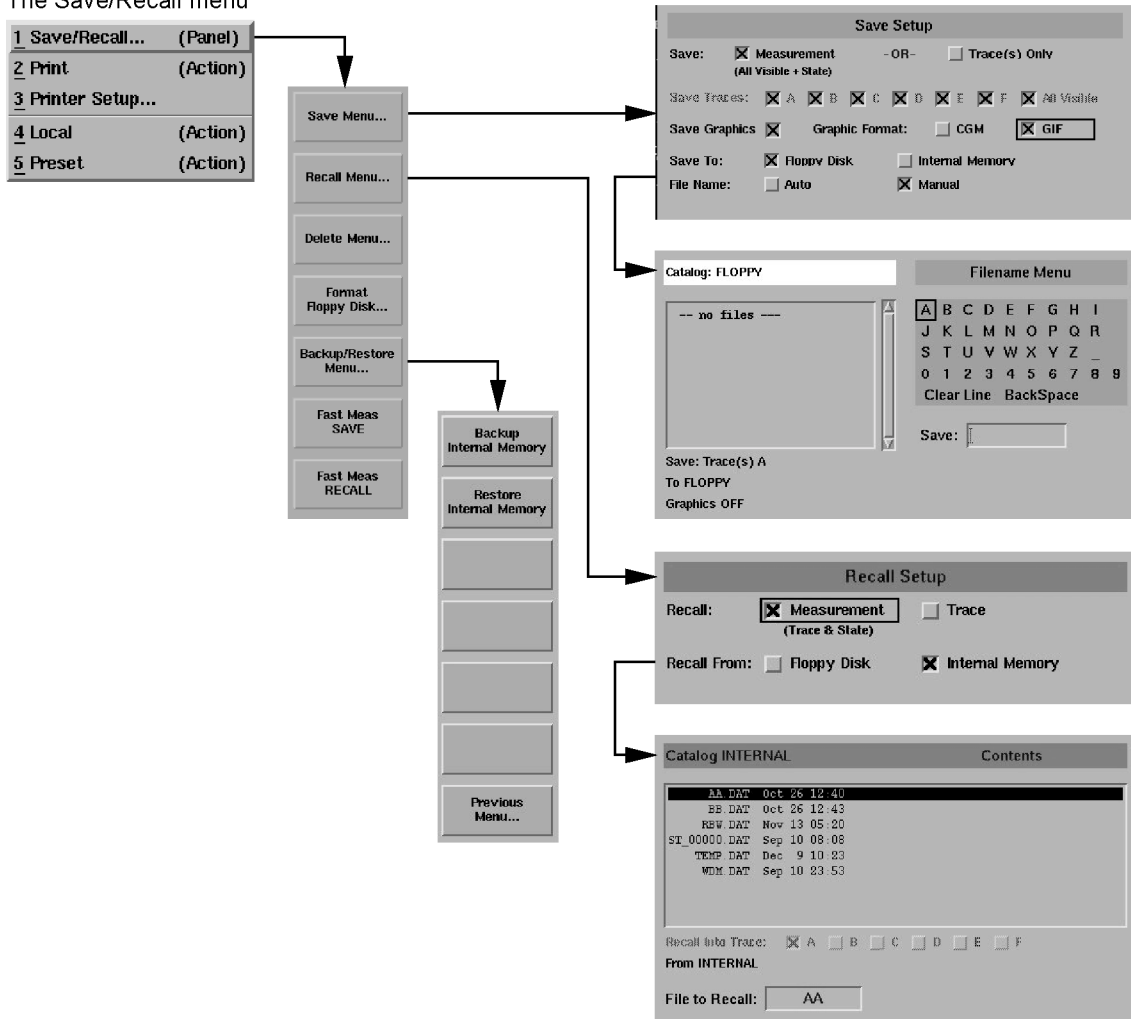 The Save/Recall menu
1 Save/Recall... (Panel)
2 Print (Action)
3 Printer Setup...
4 Local (Action)
5 Preset (Action)
Save Menu...
Recall Menu...
Delete Menu...
Format
Floppy Disk...
Backup/Restore
Menu...
Fast Meas
SAVE
Fast Meas
RECALL
Backup
Internal Memory
Restore
Internal Memory
Previous
Menu...
Save Setup
Save: Measurement -OR- Trace(s) Only
(All Visible + State)
Save Traces: A B C D E F All Visible
Save Graphics Graphic Format: CGM GIF
Save To: Floppy Disk Internal Memory
File Name: Auto Manual
Catalog: FLOPPY
-- no files ---
Filename Menu
A B C D E F G H I
J K L M N O P Q R
S T U V W X Y Z _
0 1 2 3 4 5 6 7 8 9
Clear Line BackSpace
Save:
Save: Trace(s) A
To FLOPPY
Graphics OFF
Recall Setup
Recall: Measurement Trace
(Trace & State)
Recall From: Floppy Disk Internal Memory
Catalog INTERNAL Contents
AA.DAT Oct 26 12:40
BB.DAT Oct 26 12:43
RBW.DAT Nov 13 05:20
ST_00000.DAT Sep 10 08:08
TEMP.DAT Dec 9 10:23
WDM.DAT Sep 10 23:53
Recall Into Trace: A B C D E F
From INTERNAL
File to Recall: AA